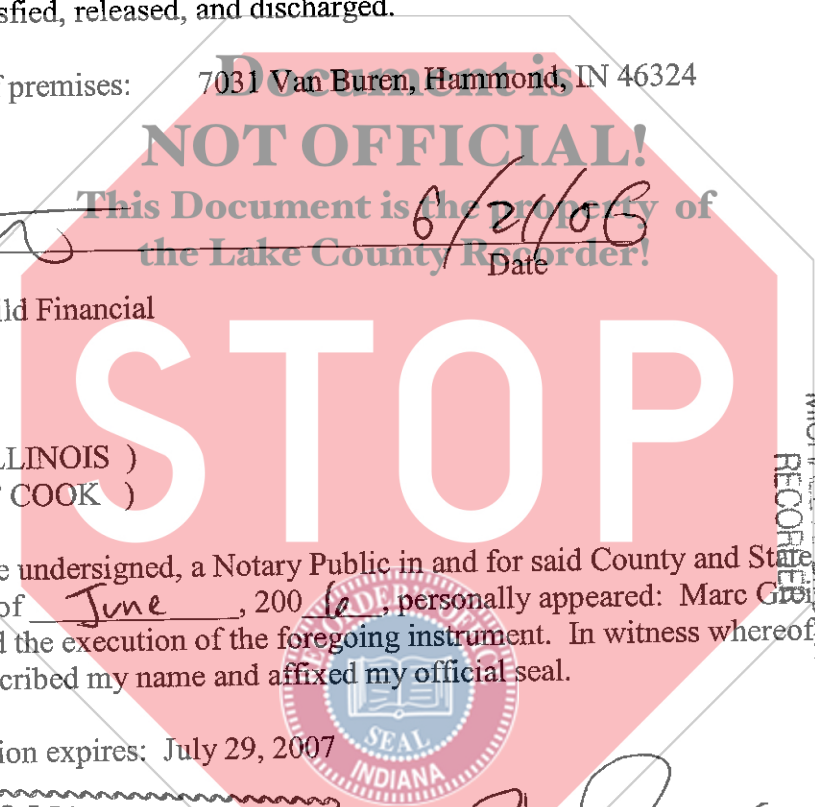 sfied, released, and discharged.
premises: 7031 Van Buren, Hammond, IN 46324
Document is
NOT OFFICIAL!
This Document is the property of
the Lake County Recorder!
6/21/06
Date
ild Financial
STOP
LLINOIS )
COOK )
RECORDER
e undersigned, a Notary Public in and for said County and State,
of June, 2006, personally appeared: Marc
d the execution of the foregoing instrument. In witness whereof
cribed my name and affixed my official seal.
SEAL
INDIANA
ion expires: July 29, 2007